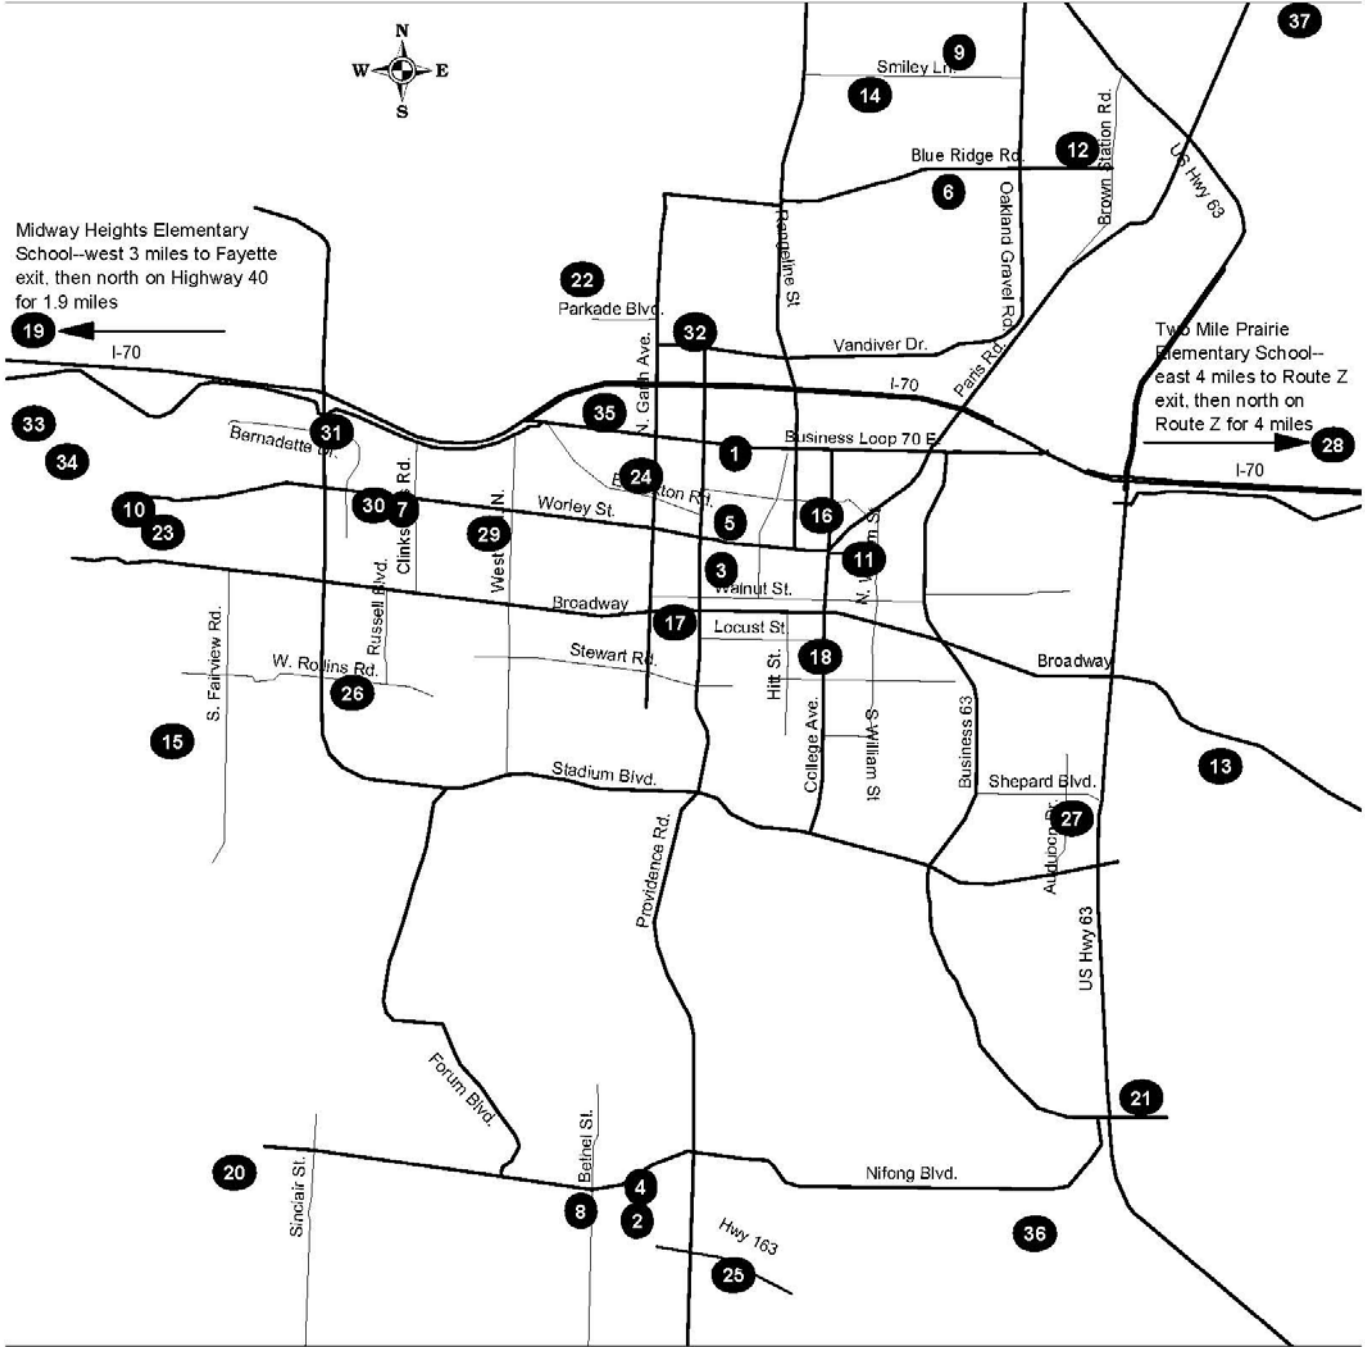 37
N
9
W E
Smiley Ln.
14
S
Brown Station Rd.
12
Blue Ridge Rd.
US Hwy 63
6
Oakland Gravel Rd.
Rangeline St
Midway Heights Elementary
School--west 3 miles to Fayette
exit, then north on Highway 40
for 1.9 miles
22
Parkade Blvd.
19
32
Two Mile Prairie
Elementary School--
east 4 miles to Route Z
exit, then north on
Route Z for 4 miles
28
Vandiver Dr.
I-70
N. Garth Ave.
Paris Rd.
I-70
35
33
31
Bernadette Dr.
Business Loop 70 E.
1
34
I-70
24
30
7
Worley St.
10
16
5
23
29
11
3
Walnut St.
Broadway
17
Locust St.
Russell Blvd.
S. Fairview Rd.
W. Rollins Rd.
Stewart Rd.
18
Broadway
Hitt St.
26
15
College Ave.
S William St
Business 63
13
Stadium Blvd.
Shepard Blvd.
27
Audubon Dr.
Providence Rd.
US Hwy 63
Forum Blvd.
21
Bethel St.
20
Sinclair St.
Nifong Blvd.
4
8
2
Hwy 163
36
25